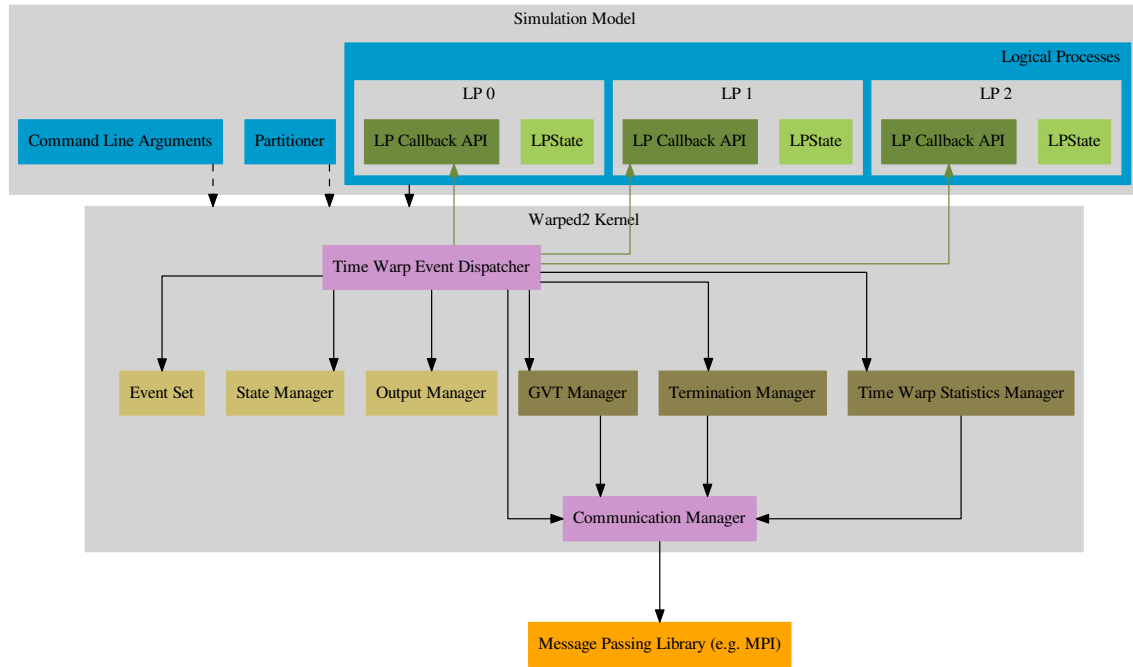 Simulation Model
Logical Processes
LP 0
LP 1
LP 2
Command Line Arguments
Partitioner
LP Callback API
LPState
LP Callback API
LPState
LP Callback API
LPState
Warped2 Kernel
Time Warp Event Dispatcher
Event Set
State Manager
Output Manager
GVT Manager
Termination Manager
Time Warp Statistics Manager
Communication Manager
Message Passing Library (e.g. MPI)